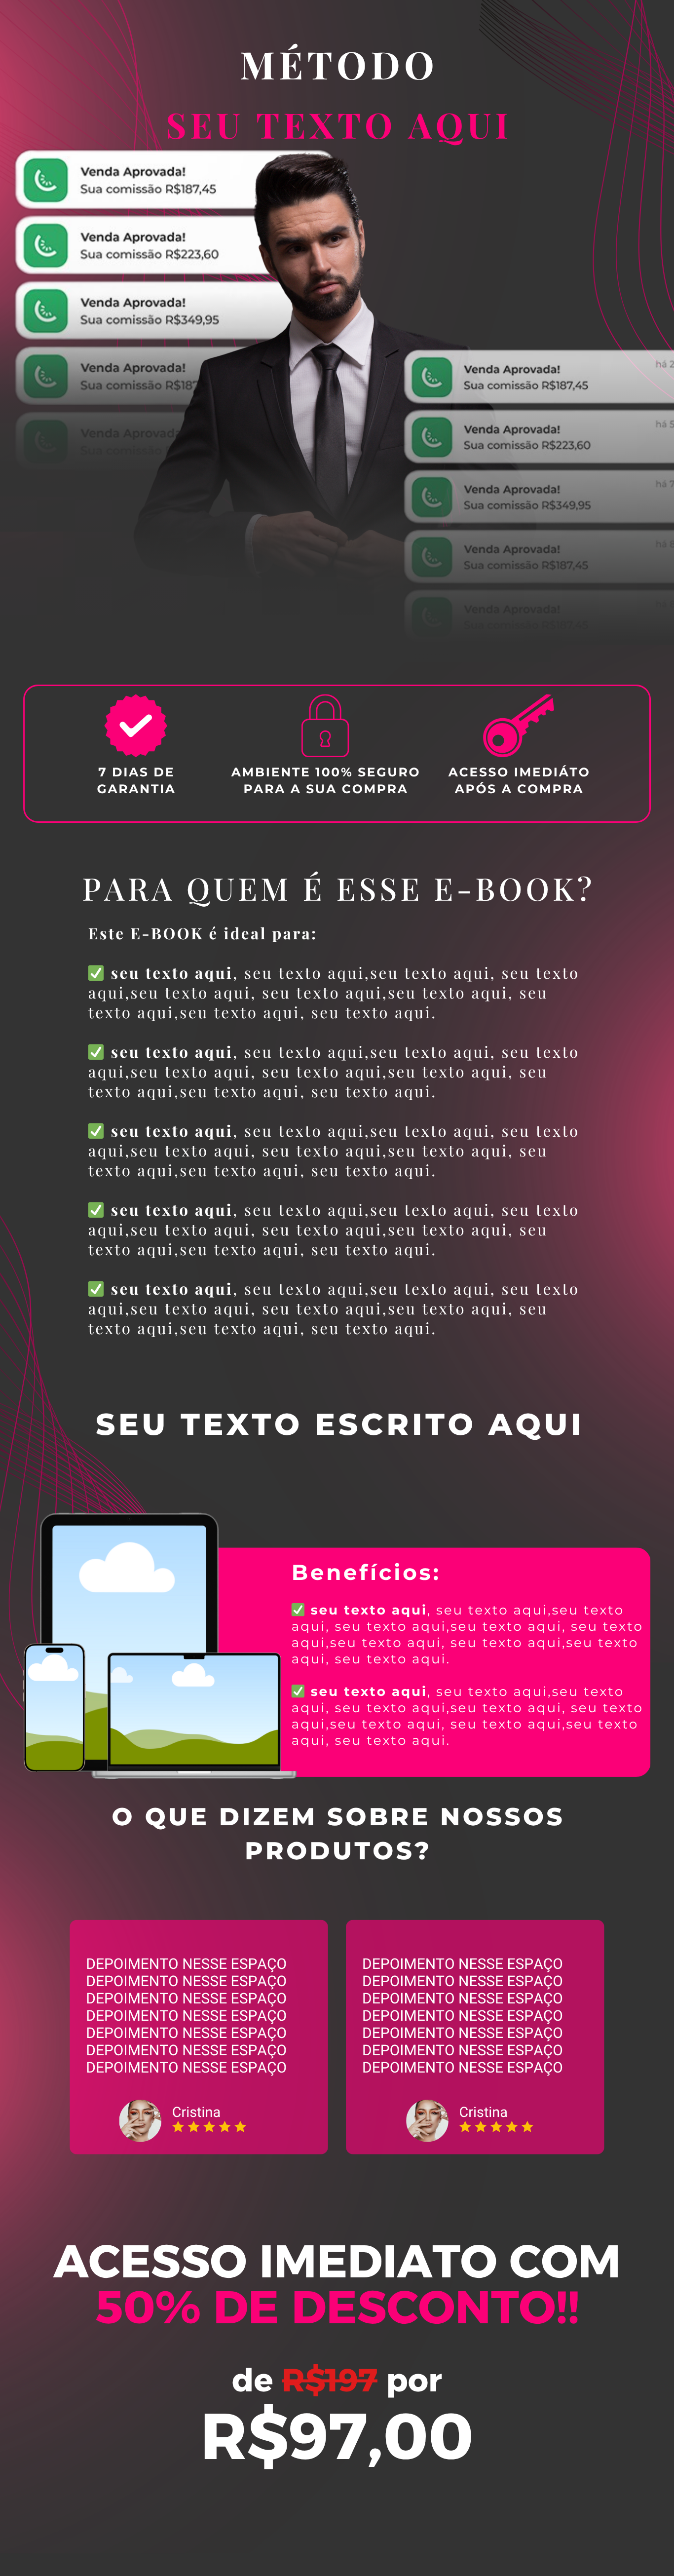 MÉTODO
SEU TEXTO AQUI
Venda Aprovada!
Sua comissão R$187,45
Venda Aprovada!
Sua comissão R$223,60
Venda Aprovada!
Sua comissão R$349,95
Venda Aprovada!
Sua comissão R$187
Venda Aprovada
Sua comissão
Venda Aprovada!
há 2
Sua comissão R$187,45
Venda Aprovada!
há 5
Sua comissão R$223,60
Venda Aprovada!
há 7
Sua comissão R$349,95
Venda Aprovada!
há 8
Sua comissão R$187,45
Venda Aprovada!
Sua comissão R$187,45
7 DIAS DE
GARANTIA
AMBIENTE 100% SEGURO
PARA A SUA COMPRA
ACESSO IMEDIÁTO
APÓS A COMPRA
PARA QUEM É ESSE E-BOOK?
Este E-BOOK é ideal para:
✅ seu texto aqui, seu texto aqui,seu texto aqui, seu texto
aqui,seu texto aqui, seu texto aqui,seu texto aqui, seu
texto aqui,seu texto aqui, seu texto aqui.
✅ seu texto aqui, seu texto aqui,seu texto aqui, seu texto
aqui,seu texto aqui, seu texto aqui,seu texto aqui, seu
texto aqui,seu texto aqui, seu texto aqui.
✅ seu texto aqui, seu texto aqui,seu texto aqui, seu texto
aqui,seu texto aqui, seu texto aqui,seu texto aqui, seu
texto aqui,seu texto aqui, seu texto aqui.
✅ seu texto aqui, seu texto aqui,seu texto aqui, seu texto
aqui,seu texto aqui, seu texto aqui,seu texto aqui, seu
texto aqui,seu texto aqui, seu texto aqui.
✅ seu texto aqui, seu texto aqui,seu texto aqui, seu texto
aqui,seu texto aqui, seu texto aqui,seu texto aqui, seu
texto aqui,seu texto aqui, seu texto aqui.
SEU TEXTO ESCRITO AQUI
Benefícios:
✅ seu texto aqui, seu texto aqui,seu texto
aqui, seu texto aqui,seu texto aqui, seu texto
aqui,seu texto aqui, seu texto aqui,seu texto
aqui, seu texto aqui.
✅ seu texto aqui, seu texto aqui,seu texto
aqui, seu texto aqui,seu texto aqui, seu texto
aqui,seu texto aqui, seu texto aqui,seu texto
aqui, seu texto aqui.
O QUE DIZEM SOBRE NOSSOS
PRODUTOS?
DEPOIMENTO NESSE ESPAÇO
DEPOIMENTO NESSE ESPAÇO
DEPOIMENTO NESSE ESPAÇO
DEPOIMENTO NESSE ESPAÇO
DEPOIMENTO NESSE ESPAÇO
DEPOIMENTO NESSE ESPAÇO
DEPOIMENTO NESSE ESPAÇO
Cristina
DEPOIMENTO NESSE ESPAÇO
DEPOIMENTO NESSE ESPAÇO
DEPOIMENTO NESSE ESPAÇO
DEPOIMENTO NESSE ESPAÇO
DEPOIMENTO NESSE ESPAÇO
DEPOIMENTO NESSE ESPAÇO
DEPOIMENTO NESSE ESPAÇO
Cristina
ACESSO IMEDIATO COM
50% DE DESCONTO!!
de R$197 por
R$97,00